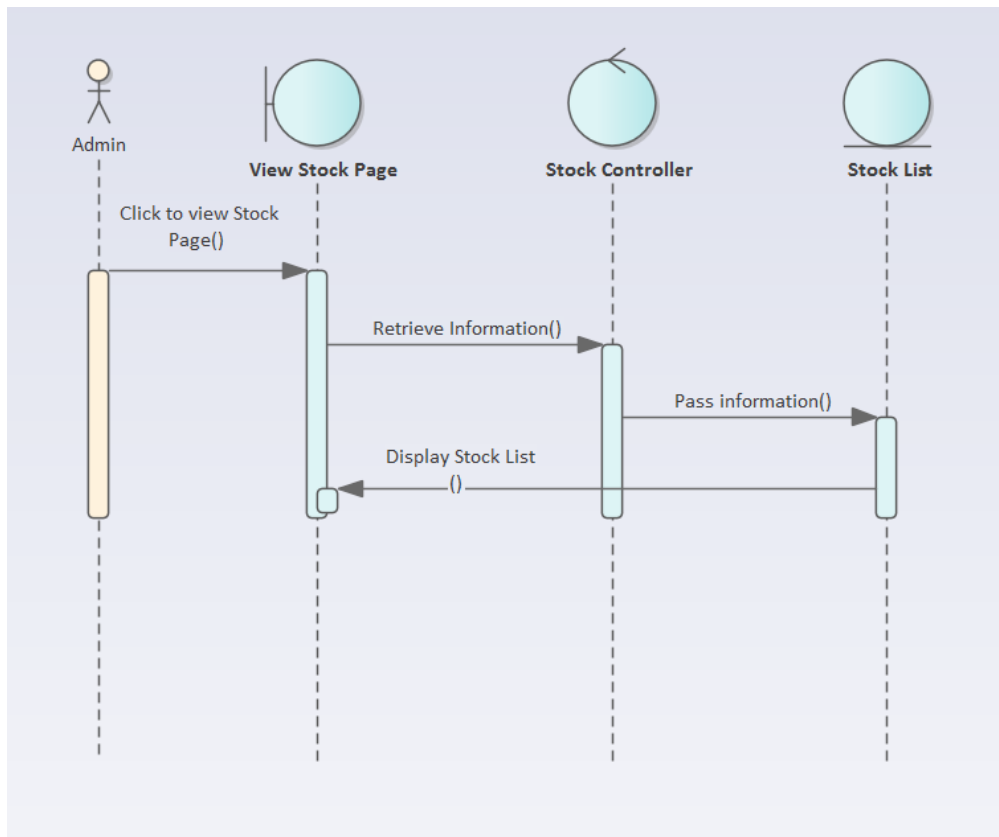 Admin
View Stock Page
Stock Controller
Stock List
Click to view Stock
Page()
Retrieve Information()
Pass information()
Display Stock List
()